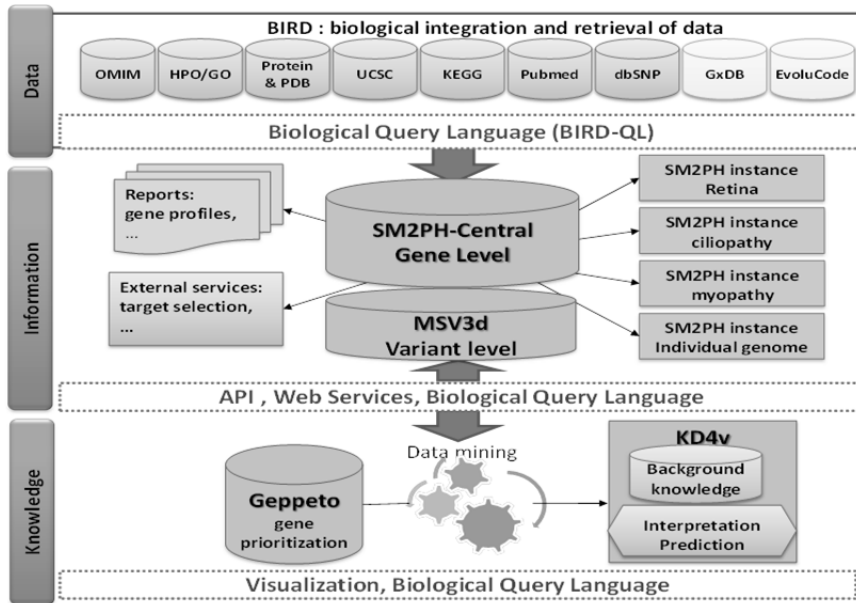 BIRD : biological integration and retrieval of data
OMIM
HPO/GO
Protein
& PDB
UCSC
KEGG
Pubmed
dbSNP
GxDB
EvoluCode
Data
Biological Query Language (BIRD-QL)
Information
Reports:
gene profiles,
...
External services:
target selection,
...
SM2PH-Central
Gene Level
MSV3d
Variant level
SM2PH instance
Retina
SM2PH instance
ciliopathy
SM2PH instance
myopathy
SM2PH instance
Individual genome
API , Web Services, Biological Query Language
Knowledge
Geppeto
gene
prioritization
Data mining
KD4v
Background
knowledge
Interpretation
Prediction
Visualization, Biological Query Language